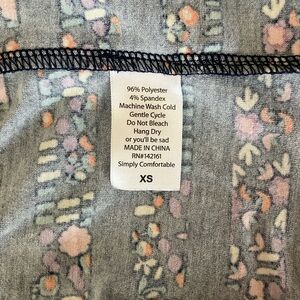 96% Polyester
4% Spandex
Machine Wash Cold
Gentle Cycle
Do Not Bleach
Hang Dry
or you'll be sad
MADE IN CHINA
RN#142161
Simply Comfortable
XS